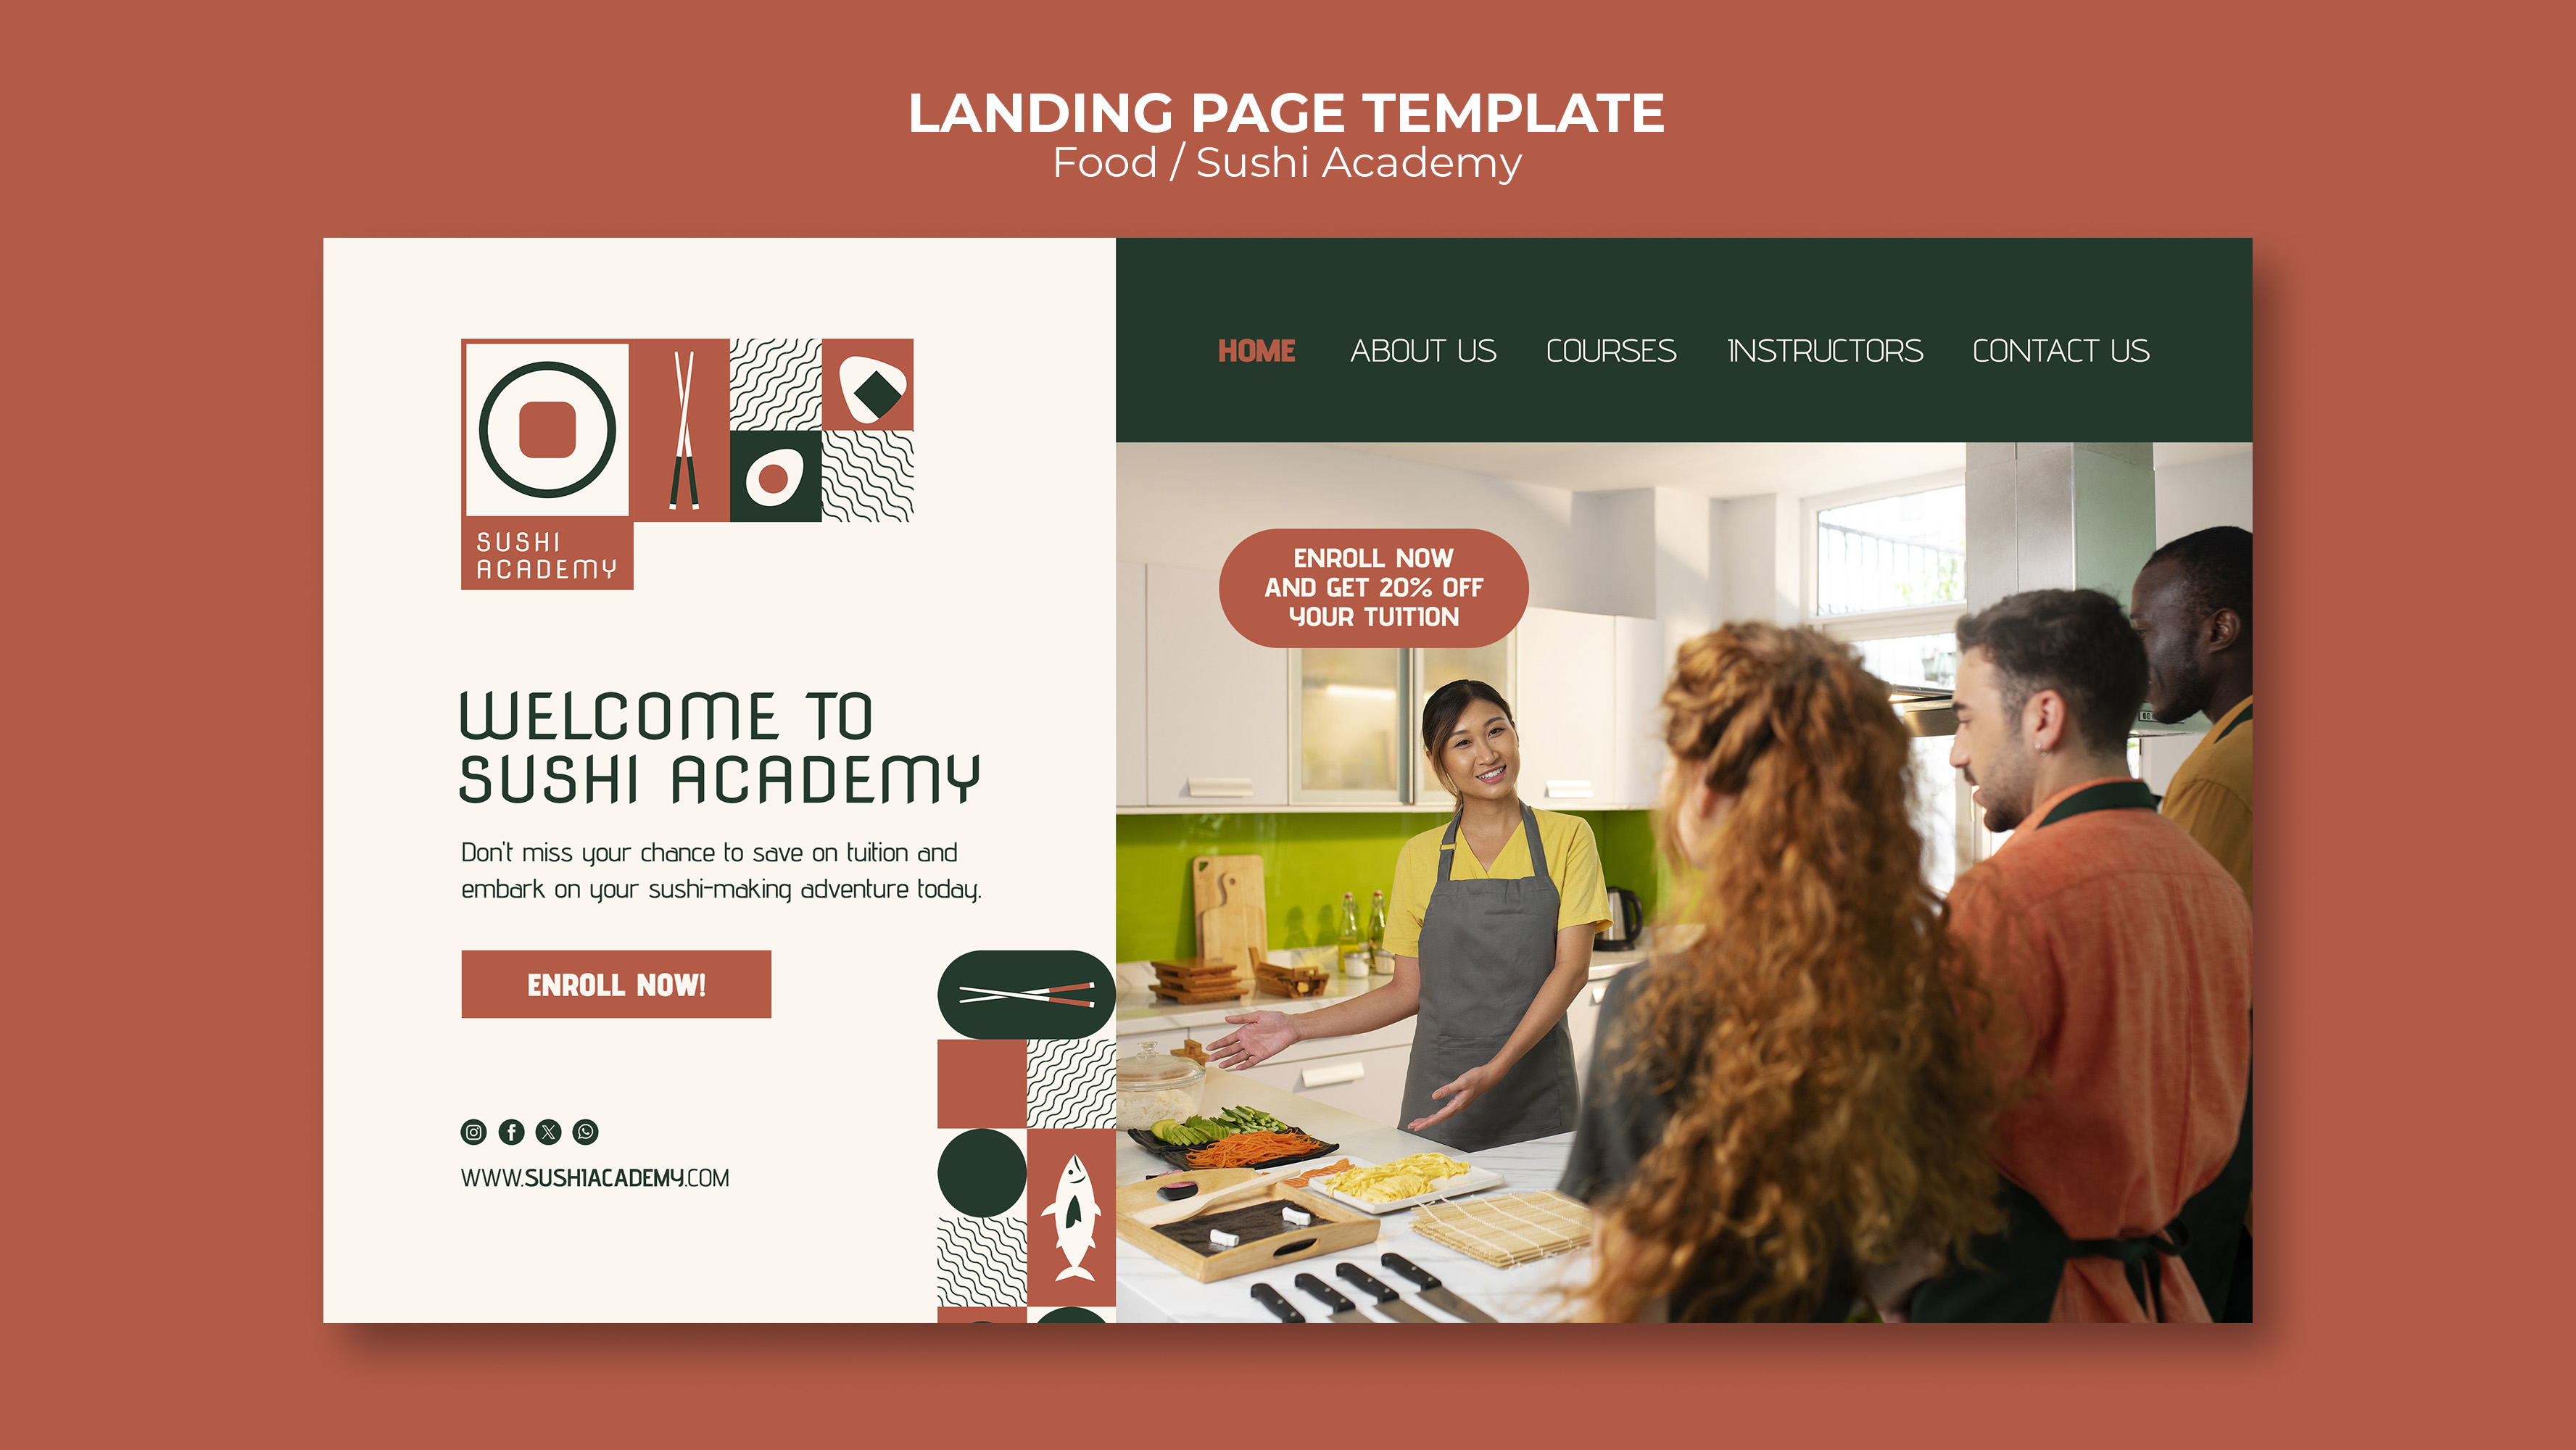 LANDING PAGE TEMPLATE
Food / Sushi Academy
SUSHI
ACADEMY
HOME ABOUT US COURSES INSTRUCTORS CONTACT US
ENROLL NOW
AND GET 20% OFF
YOUR TUITION
WELCOME TO
SUSHI ACADEMY
Don't miss your chance to save on tuition and
embark on your sushi-making adventure today.
ENROLL NOW!
WWW.SUSHIACADEMY.COM